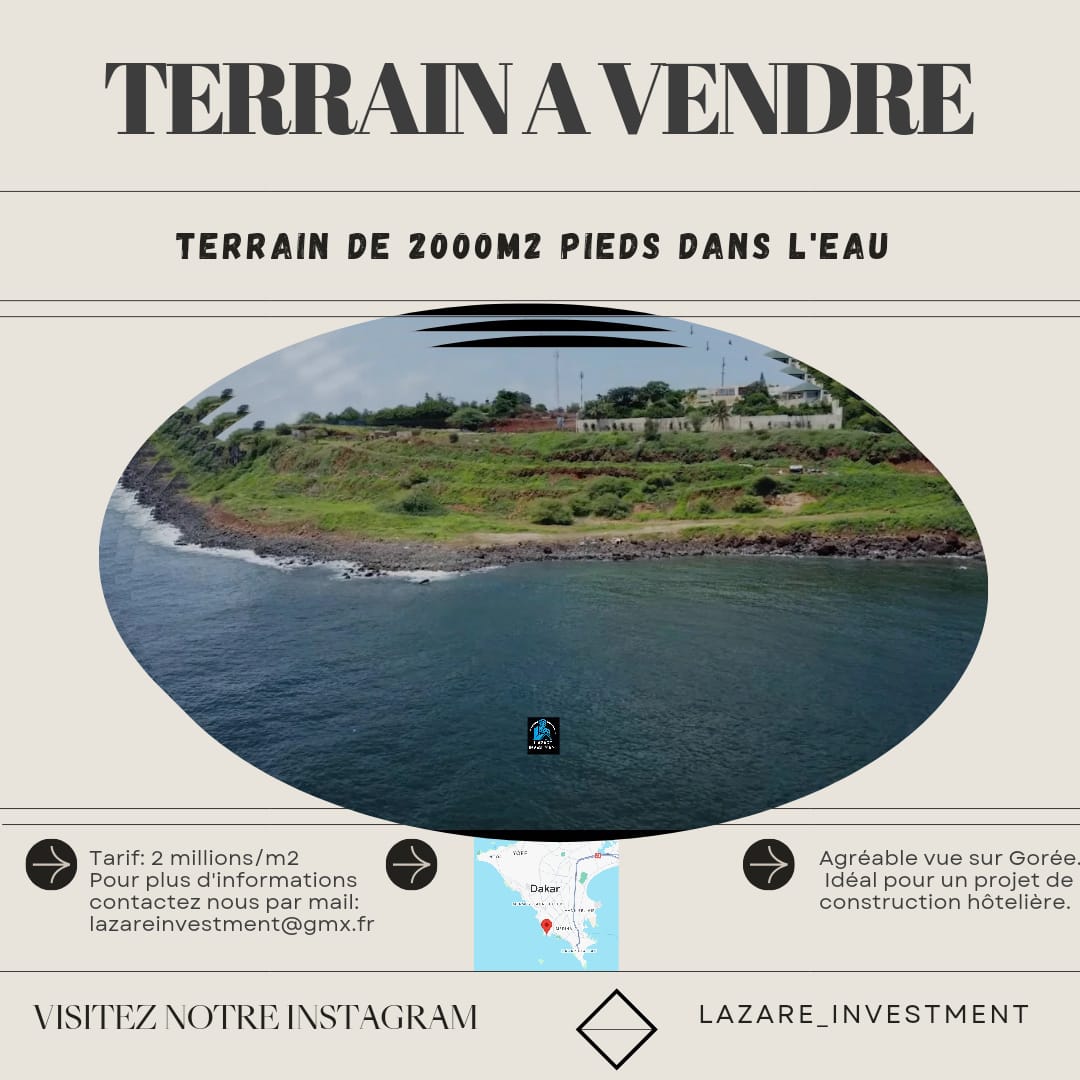 TERRAIN A VENDRE
TERRAIN DE 2000M2 PIEDS DANS L'EAU
Tarif: 2 millions/m2
Pour plus d'informations
contactez nous par mail:
lazareinvestment@gmx.fr
Dakar
Agréable vue sur Gorée.
Idéal pour un projet de
construction hôtelière.
VISITEZ NOTRE INSTAGRAM
LAZARE_INVESTMENT